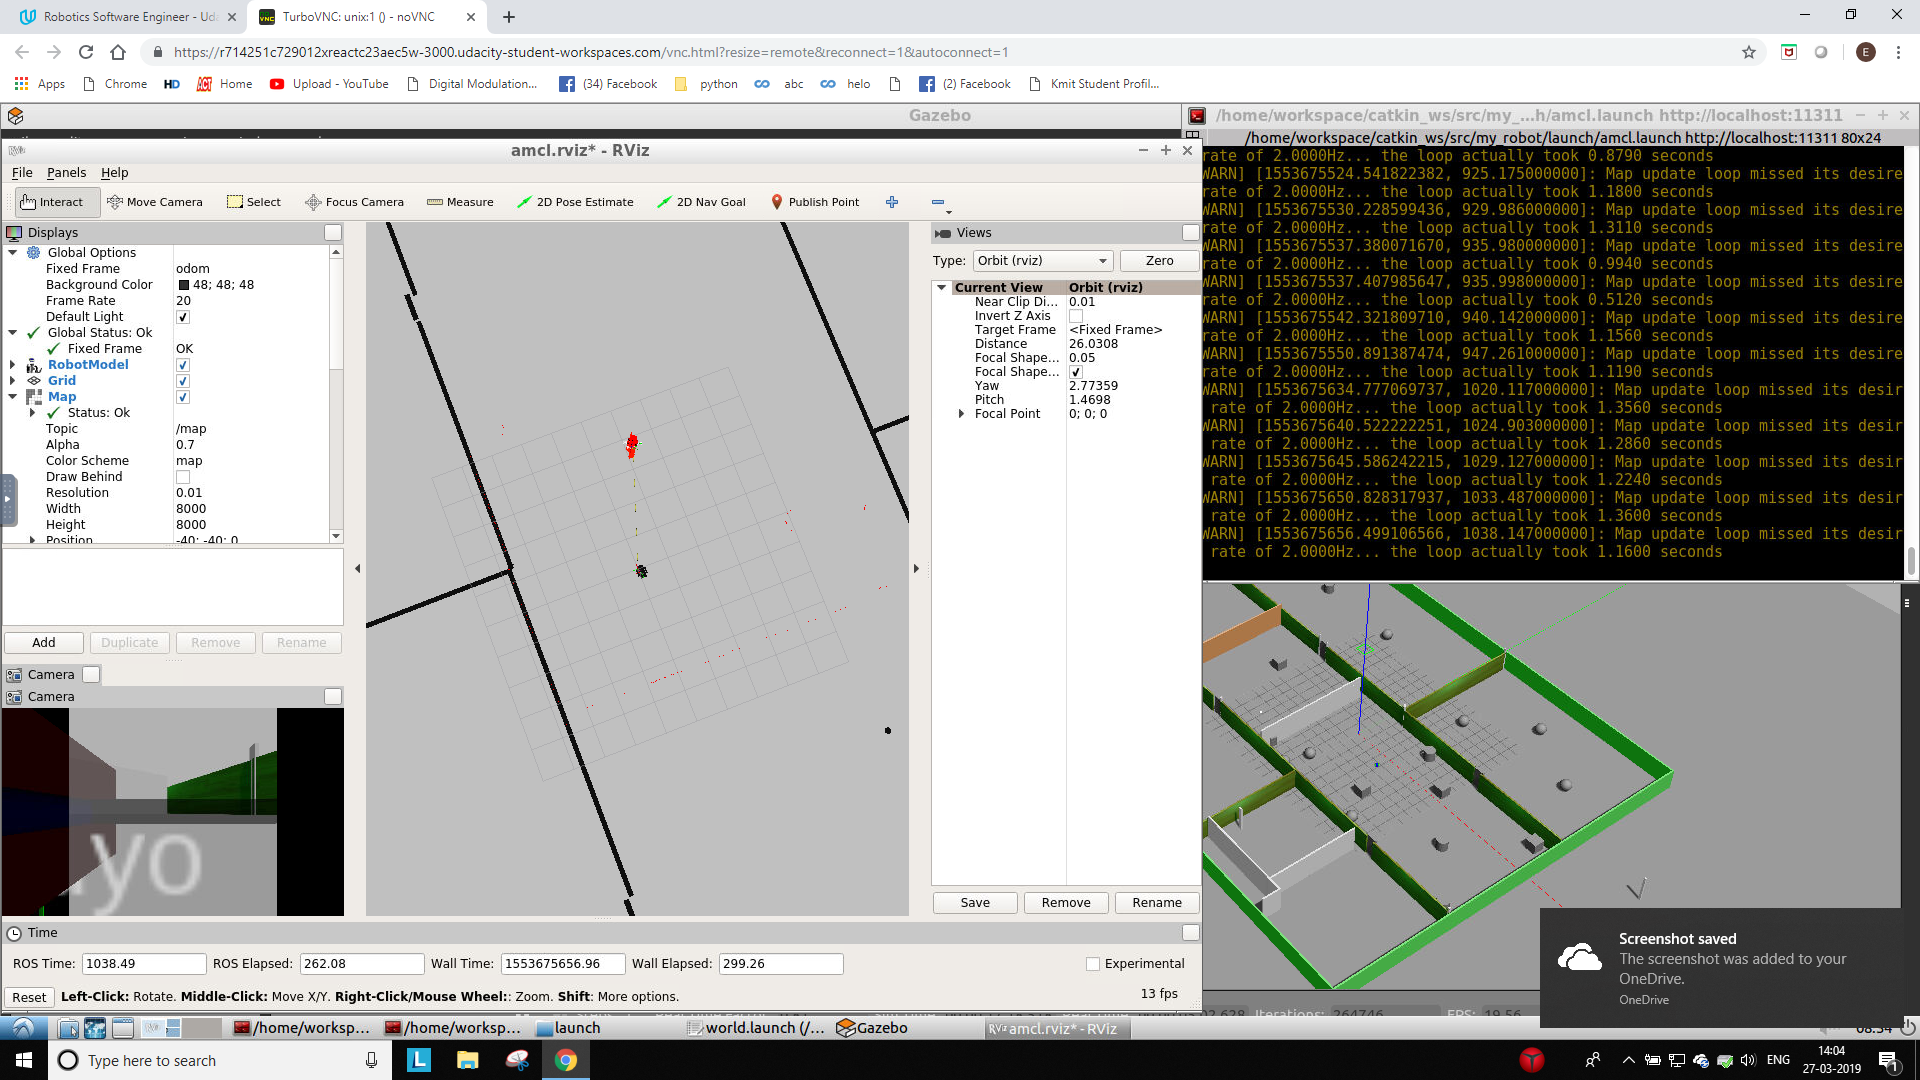 Robotics Software Engineer - Uda
TurboVNC: unix:1 () - noVNC
https://r714251c729012xreactc23aec5w-3000.udacity-student-workspaces.com/vnc.html?resize=remote&reconnect=1&autoconnect=1
E
Apps Chrome HD Home Upload - YouTube Digital Modulation... (34) Facebook python abc helo (2) Facebook Kmit Student Profil...
Gazebo
/home/workspace/catkin_ws/src/my_...h/amcl.launch http://localhost:11311
/home/workspace/catkin_ws/src/my_robot/launch/amcl.launch http://localhost:11311 80x24
amcl.rviz* - RViz
File Panels Help
Interact Move Camera Select Focus Camera Measure 2D Pose Estimate 2D Nav Goal Publish Point
Displays
Global Options
Fixed Frame odom
Background Color 48; 48; 48
Frame Rate 20
Default Light
Global Status: Ok
Fixed Frame OK
RobotModel
Grid
Map
Status: Ok
Topic /map
Alpha 0.7
Color Scheme map
Draw Behind
Resolution 0.01
Width 8000
Height 8000
Position -40; -40; 0
Add Duplicate Remove Rename
Camera
Camera
yo
Views
Type: Orbit (rviz) Zero
Current View Orbit (rviz)
Near Clip Di... 0.01
Invert Z Axis
Target Frame <Fixed Frame>
Distance 26.0308
Focal Shape... 0.05
Focal Shape...
Yaw 2.77359
Pitch 1.4698
Focal Point 0; 0; 0
Save Remove Rename
rate of 2.0000Hz... the loop actually took 0.8790 seconds
WARN] [1553675524.541822382, 925.175000000]: Map update loop missed its desire
rate of 2.0000Hz... the loop actually took 1.1800 seconds
WARN] [1553675530.228599436, 929.986000000]: Map update loop missed its desire
rate of 2.0000Hz... the loop actually took 1.3110 seconds
WARN] [1553675537.380071670, 935.980000000]: Map update loop missed its desire
rate of 2.0000Hz... the loop actually took 0.9940 seconds
WARN] [1553675537.407985647, 935.998000000]: Map update loop missed its desire
rate of 2.0000Hz... the loop actually took 0.5120 seconds
WARN] [1553675542.321809710, 940.142000000]: Map update loop missed its desire
rate of 2.0000Hz... the loop actually took 1.1560 seconds
WARN] [1553675550.891387474, 947.261000000]: Map update loop missed its desire
rate of 2.0000Hz... the loop actually took 1.1190 seconds
WARN] [1553675634.777069737, 1020.117000000]: Map update loop missed its desir
rate of 2.0000Hz... the loop actually took 1.3560 seconds
WARN] [1553675640.522222251, 1024.903000000]: Map update loop missed its desir
rate of 2.0000Hz... the loop actually took 1.2860 seconds
WARN] [1553675645.586242215, 1029.127000000]: Map update loop missed its desir
rate of 2.0000Hz... the loop actually took 1.2240 seconds
WARN] [1553675650.828317937, 1033.487000000]: Map update loop missed its desir
rate of 2.0000Hz... the loop actually took 1.3600 seconds
WARN] [1553675656.499106566, 1038.147000000]: Map update loop missed its desir
rate of 2.0000Hz... the loop actually took 1.1600 seconds
Screenshot saved
The screenshot was added to your
OneDrive.
OneDrive
Time
ROS Time: 1038.49 ROS Elapsed: 262.08 Wall Time: 1553675656.96 Wall Elapsed: 299.26 Experimental
Reset Left-Click: Rotate. Middle-Click: Move X/Y. Right-Click/Mouse Wheel:: Zoom. Shift: More options. 13 fps
/home/worksp... /home/worksp... launch world.launch (/... Gazebo amcl.rviz* - RViz 08:34
Type here to search
ENG
14:04
27-03-2019
1